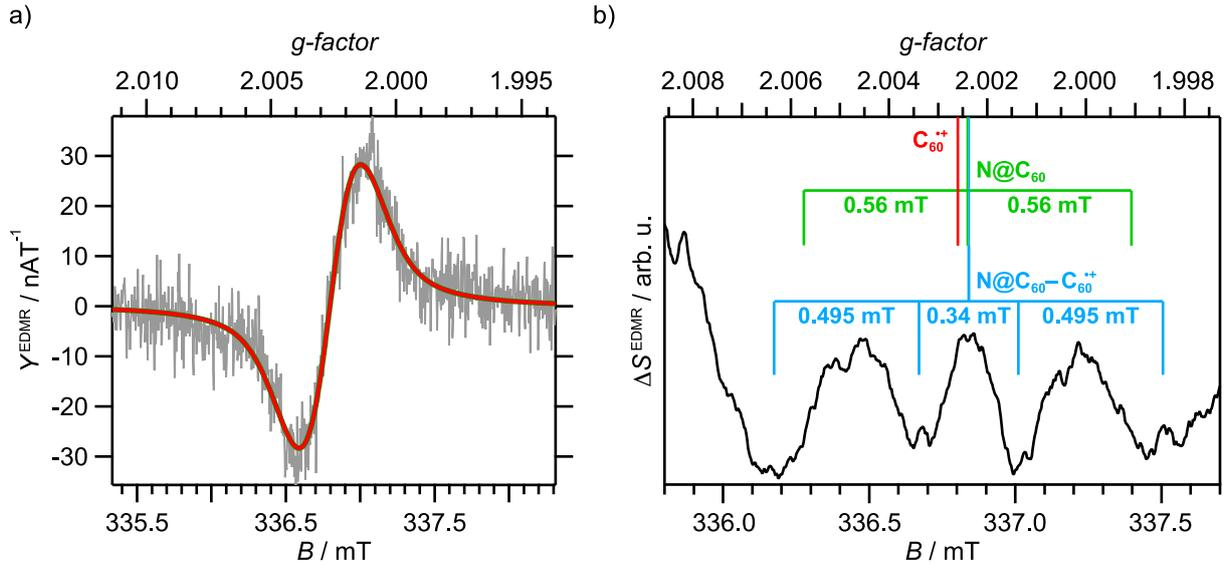 a)
g-factor
2.010 2.005 2.000 1.995
Y^EDMR / nAT^-1
30
20
10
0
-10
-20
-30
335.5 336.5 337.5
B / mT
b)
g-factor
2.008 2.006 2.004 2.002 2.000 1.998
ΔS^EDMR / arb. u.
C₆₀•⁺
N@C₆₀
0.56 mT 0.56 mT
N@C₆₀–C₆₀•⁺
0.495 mT 0.34 mT 0.495 mT
336.0 336.5 337.0 337.5
B / mT